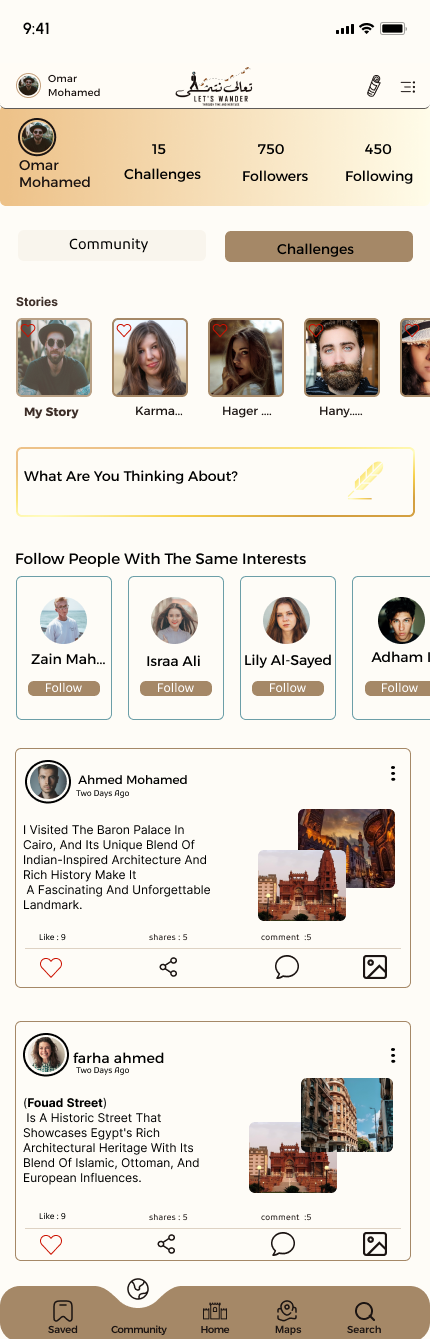 9:41
Omar
Mohamed
تعالى نتمشى
LET'S WANDER
THROUGH TIME AND HERITAGE
Omar
Mohamed
15
Challenges
750
Followers
450
Following
Community
Challenges
Stories
My Story
Karma...
Hager ....
Hany.....
What Are You Thinking About?
Follow People With The Same Interests
Zain Mah...
Israa Ali
Lily Al-Sayed
Adham
Follow
Follow
Follow
Follow
Ahmed Mohamed
Two Days Ago
I Visited The Baron Palace In
Cairo, And Its Unique Blend Of
Indian-Inspired Architecture And
Rich History Make It
A Fascinating And Unforgettable
Landmark.
Like : 9
shares : 5
comment :5
farha ahmed
Two Days Ago
(Fouad Street)
Is A Historic Street That
Showcases Egypt's Rich
Architectural Heritage With Its
Blend Of Islamic, Ottoman, And
European Influences.
Like : 9
shares : 5
comment :5
Saved
Community
Home
Maps
Search